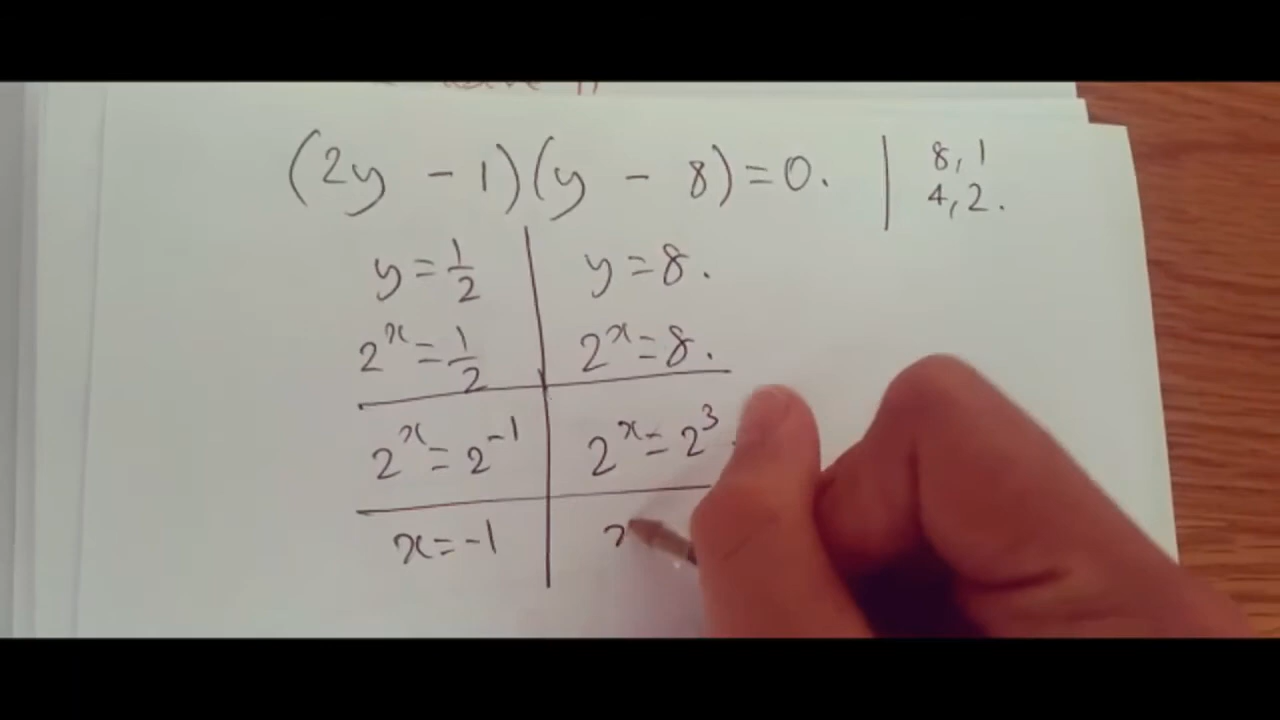 (2y - 1)(y - 8) = 0. | 8, 1
4, 2.
y = 1/2 | y = 8.
2^x = 1/2 | 2^x = 8.
2^x = 2^-1 | 2^x = 2^3.
x = -1